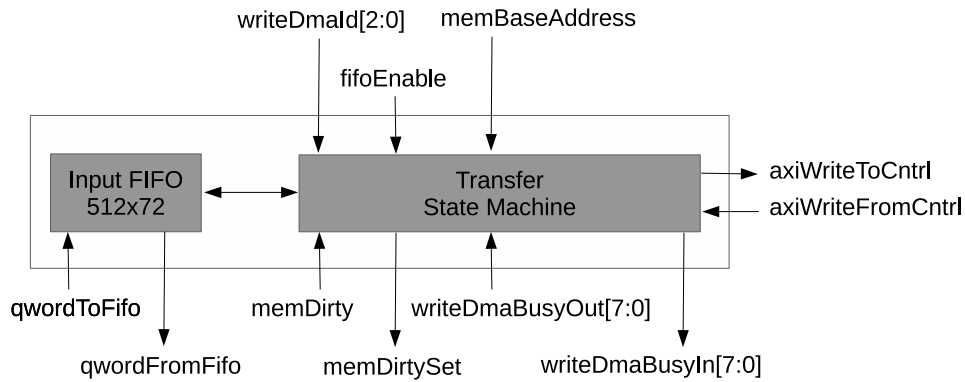 writeDmaId[2:0]
memBaseAddress
fifoEnable
Input FIFO
512x72
Transfer
State Machine
axiWriteToCntrl
axiWriteFromCntrl
qwordToFifo
memDirty
writeDmaBusyOut[7:0]
qwordFromFifo
memDirtySet
writeDmaBusyIn[7:0]